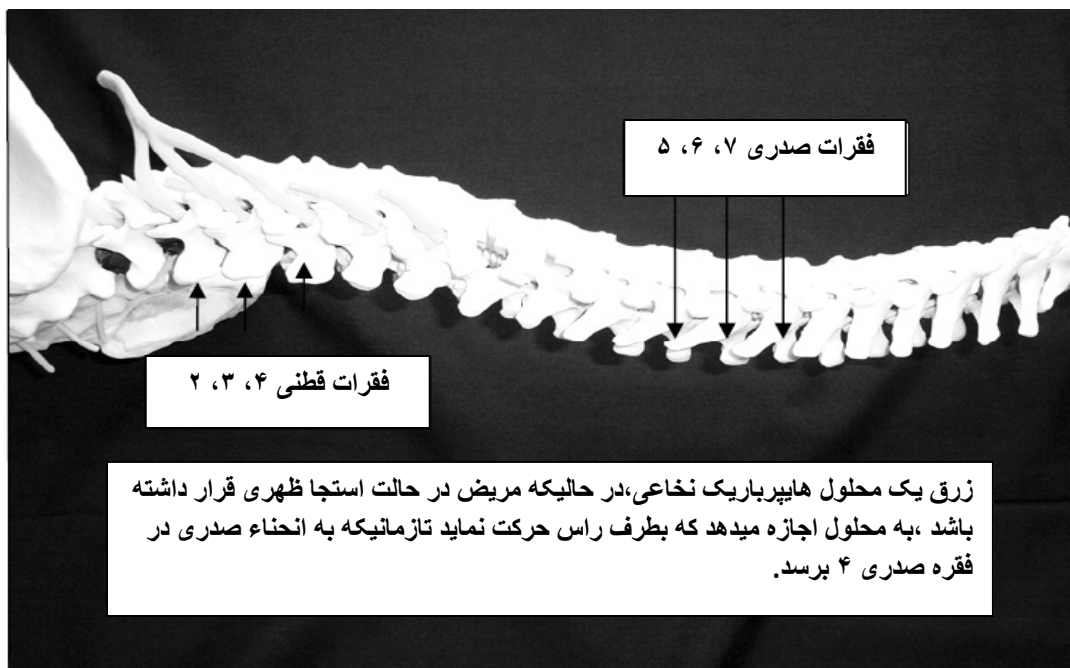 فقرات صدری ۷، ۶، ۵
فقرات قطنی ۴، ۳، ۲
زرق یک محلول هایپرباریک نخاعی،در حالیکه مریض در حالت استجا ظهری قرار داشته
باشد ،به محلول اجازه میدهد که بطرف راس حرکت نماید تازمانیکه به انحناء صدری در
فقره صدری ۴ برسد.